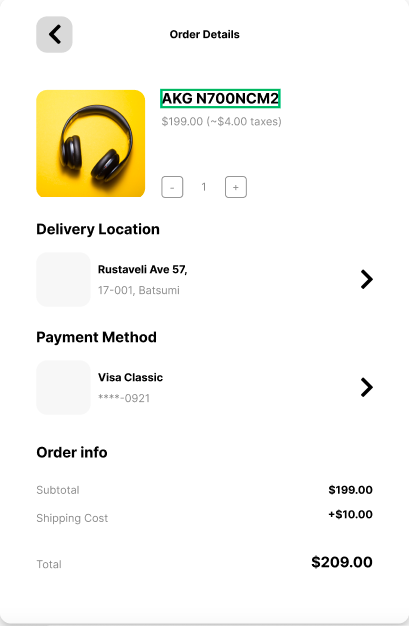 Order Details
AKG N700NCM2
$199.00 (~$4.00 taxes)
- 1 +
Delivery Location
Rustaveli Ave 57,
17-001, Batsumi
Payment Method
Visa Classic
****-0921
Order info
Subtotal $199.00
Shipping Cost +$10.00
Total $209.00